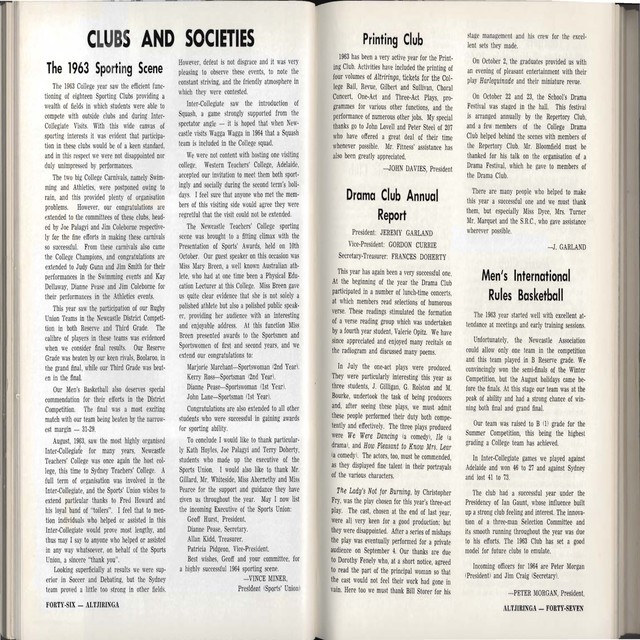 CLUBS AND SOCIETIES
The 1963 Sporting Scene
The 1963 College year saw the efficient func-
tioning of eighteen Sporting Clubs providing a
wealth of fields in which students were able to
compete with outside clubs and during Inter-
Collegiate Visits. With this wide canvas of
sporting interests it was evident that participa-
tion in these clubs would be of a keen standard,
and in this respect we were not disappointed nor
duly unimpressed by performances.
The two big College Carnivals, namely Swim-
ming and Athletics, were postponed owing to
rain, and this provided plenty of organisation
problems. However, our congratulations are
extended to the committees of these clubs, head-
ed by Joe Palagyi and Jim Coleborne respective-
ly for the fine efforts in making these carnivals
so successful. From these carnivals also came
the College Champions, and congratulations are
extended to Judy Gunn and Jim Smith for their
performances in the Swimming events and Kay
Dellaway, Dianne Pease and Jim Coleborne for
their performances in the Athletics events.
This year saw the participation of our Rugby
Union Teams in the Newcastle District Competi-
tion in both Reserve and Third Grade. The
calibre of players in these teams was evidenced
when we consider final results. Our Reserve
Grade was beaten by our keen rivals, Boolaroo, in
the grand final, while our Third Grade was beat-
en in the final.
Our Men's Basketball also deserves special
commendation for their efforts in the District
Competition. The final was a most exciting
match with our team being beaten by the narrow-
est margin — 31-29.
August, 1963, saw the most highly organised
Inter-Collegiate for many years. Newcastle
Teachers' College was once again the host col-
lege, this time to Sydney Teachers' College. A
full term of organisation was involved in the
Inter-Collegiate, and the Sports' Union wishes to
extend particular thanks to Fred Howard and
his loyal band of "toilers". I feel that to men-
tion individuals who helped or assisted in this
Inter-Collegiate would prove most lengthy, and
thus may I say to anyone who helped or assisted
in any way whatsoever, on behalf of the Sports'
Union, a sincere "thank you".
Looking superficially at results we were sup-
erior in Soccer and Debating, but the Sydney
team proved a little too strong in other fields.
FORTY-SIX — ALTJIRINGA
However, defeat is not disgrace and it was very
pleasing to observe these events, to note the
constant striving, and the friendly atmosphere in
which they were contested.
Inter-Collegiate saw the introduction of
Squash, a game strongly supported from the
spectator angle — it is hoped that when New-
castle visits Wagga Wagga in 1964 that a Squash
team is included in the College squad.
We were not content with hosting one visiting
college. Western Teachers' College, Adelaide,
accepted our invitation to meet them both sport-
ingly and socially during the second term's holi-
days. I feel sure that anyone who met the mem-
bers of this visiting side would agree they were
regretful that the visit could not be extended.
The Newcastle Teachers' College sporting
scene was brought to a fitting climax with the
Presentation of Sports' Awards, held on 10th
October. Our guest speaker on this occasion was
Miss Mary Breen, a well known Australian ath-
lete, who had at one time been a Physical Edu-
cation Lecturer at this College. Miss Breen gave
us quite clear evidence that she is not solely a
polished athlete but also a polished public speak-
er, providing her audience with an interesting
and enjoyable address. At this function Miss
Breen presented awards to the Sportsmen and
Sportswomen of first and second years, and we
extend our congratulations to:
Marjorie Marchant—Sportswoman (2nd Year).
Kerry Rose—Sportsman (2nd Year).
Dianne Pease—Sportswoman (1st Year).
John Lane—Sportsman (1st Year).
Congratulations are also extended to all other
students who were successful in gaining awards
for sporting ability.
To conclude I would like to thank particular-
ly Kath Hoyles, Joe Palagyi and Terry Doherty,
students who made up the executive of the
Sports Union. I would also like to thank Mr.
Gillard, Mr. Whiteside, Miss Abernethy and Miss
Pearce for the support and guidance they have
given us throughout the year. May I now list
the incoming Executive of the Sports Union:
Geoff Hurst, President.
Dianne Pease, Secretary.
Allan Kidd, Treasurer.
Patricia Pidgeon, Vice-President.
Best wishes, Geoff and your committee, for
a highly successful 1964 sporting scene.
—VINCE MINER,
President (Sports' Union)
Printing Club
1963 has been a very active year for the Print-
ing Club. Activities have included the printing of
four volumes of Altjiringa, tickets for the Col-
lege Ball, Revue, Gilbert and Sullivan, Choral
Concert, One-Act and Three-Act Plays, pro-
grammes for various other functions, and the
performance of numerous other jobs. My special
thanks go to John Lovell and Peter Steel of 207
who have offered a great deal of their time
whenever possible. Mr. Fitness' assistance has
also been greatly appreciated.
—JOHN DAVIES, President
Drama Club Annual
Report
President: JEREMY GARLAND
Vice-President: GORDON CURRIE
Secretary-Treasurer: FRANCES DOHERTY
This year has again been a very successful one.
At the beginning of the year the Drama Club
participated in a number of lunch-time concerts,
at which members read selections of humorous
verse. These readings stimulated the formation
of a verse reading group which was undertaken
by a fourth year student, Valerie Opitz. We have
since appreciated and enjoyed many recitals on
the radiogram and discussed many poems.
In July the one-act plays were produced.
They were particularly interesting this year as
three students, J. Gilligan, G. Boiston and M.
Bourke, undertook the task of being producers
and, after seeing these plays, we must admit
these people performed their duty both compe-
tently and effectively. The three plays produced
were We Were Dancing (a comedy), Ile (a
drama), and How Pleasant to Know Mrs. Lear
(a comedy). The actors, too, must be commended,
as they displayed fine talent in their portrayals
of the various characters.
The Lady's Not for Burning, by Christopher
Fry, was the play chosen for this year's three-act
play. The cast, chosen at the end of last year,
were all very keen for a good production; but
they were disappointed. After a series of mishaps
the play was eventually performed for a private
audience on September 4. Our thanks are due
to Dorothy Fenely who, at a short notice, agreed
to read the part of the principal woman so that
the cast would not feel their work had gone in
vain. Here too we must thank Bill Storer for his
stage management and his crew for the excel-
lent sets they made.
On October 2, the graduates provided us with
an evening of pleasant entertainment with their
play Harlequinade and their miniature revue.
On October 22 and 23, the School's Drama
Festival was staged in the hall. This festival
is arranged annually by the Repertory Club,
and a few members of the College Drama
Club helped behind the scenes with members of
the Repertory Club. Mr. Bloomfield must be
thanked for his talk on the organisation of a
Drama Festival, which he gave to members of
the Drama Club.
There are many people who helped to make
this year a successful one and we must thank
them, but especially Miss Dyce, Mrs. Turner
Mr. Marquet and the S.R.C., who gave assistance
wherever possible.
—J. GARLAND
Men's International
Rules Basketball
The 1963 year started well with excellent at-
tendance at meetings and early training sessions.
Unfortunately, the Newcastle Association
could allow only one team in the competition
and this team played in B Reserve grade. We
convincingly won the semi-finals of the Winter
Competition, but the August holidays came be-
fore the finals. At this stage our team was at the
peak of ability and had a strong chance of win-
ning both final and grand final.
Our team was raised to B (1) grade for the
Summer Competition, this being the highest
grading a College team has achieved.
In Inter-Collegiate games we played against
Adelaide and won 46 to 27 and against Sydney
and lost 41 to 73.
The club had a successful year under the
Presidency of Ian Gaunt, whose influence built
up a strong club feeling and interest. The innova-
tion of a three-man Selection Committee and
its smooth running throughout the year was due
to his efforts. The 1963 Club has set a good
model for future clubs to emulate.
Incoming officers for 1964 are Peter Morgan
(President) and Jim Craig (Secretary).
—PETER MORGAN, President.
ALTJIRINGA — FORTY-SEVEN